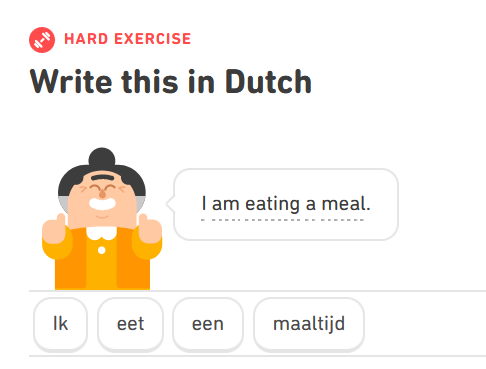 HARD EXERCISE
Write this in Dutch
I am eating a meal.
Ik eet een maaltijd